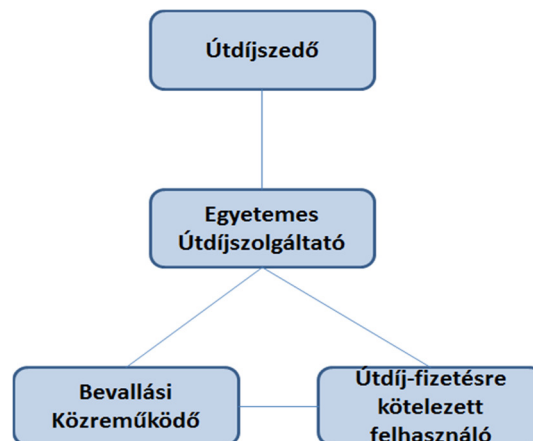 Útdíjszedő
Egyetemes
Útdíjszolgáltató
Bevallási
Közreműködő
Útdíj-fizetésre
kötelezett
felhasználó